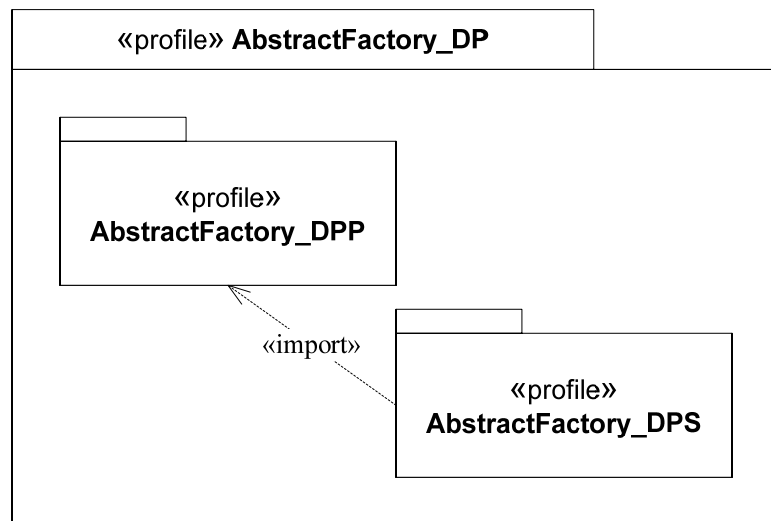 «profile» AbstractFactory_DP
«profile»
AbstractFactory_DPP
«import»
«profile»
AbstractFactory_DPS